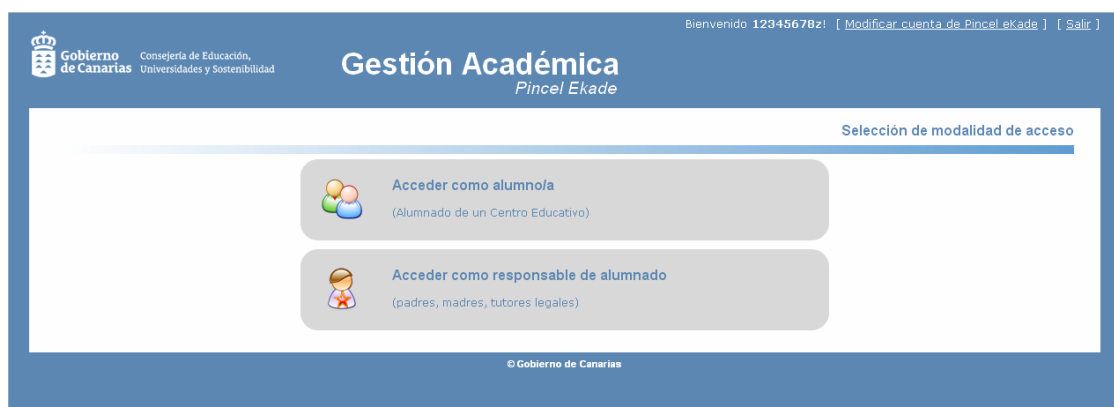 Bienvenido 12345678z! [ Modificar cuenta de Pincel eKade ] [ Salir ]
Gobierno de Canarias
Consejería de Educación,
Universidades y Sostenibilidad
Gestión Académica
Pincel Ekade
Selección de modalidad de acceso
Acceder como alumno/a
(Alumnado de un Centro Educativo)
Acceder como responsable de alumnado
(padres, madres, tutores legales)
© Gobierno de Canarias